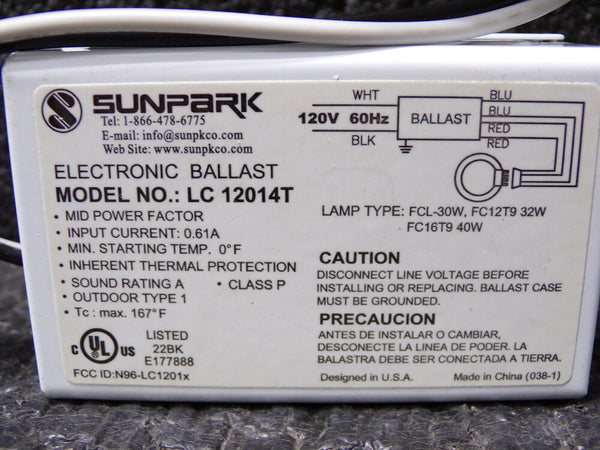 SUNPARK
Tel: 1-866-478-6775
E-mail: info@sunpkco.com
Web Site: www.sunpkco.com
ELECTRONIC BALLAST
MODEL NO.: LC 12014T
• MID POWER FACTOR
• INPUT CURRENT: 0.61A
• MIN. STARTING TEMP. 0°F
• INHERENT THERMAL PROTECTION
• SOUND RATING A • CLASS P
• OUTDOOR TYPE 1
• Tc : max. 167°F
C UL US
LISTED
22BK
E177888
FCC ID:N96-LC1201x
WHT
120V 60Hz
BLK
BALLAST
BLU
BLU
RED
RED
LAMP TYPE: FCL-30W, FC12T9 32W
FC16T9 40W
CAUTION
DISCONNECT LINE VOLTAGE BEFORE
INSTALLING OR REPLACING. BALLAST CASE
MUST BE GROUNDED.
PRECAUCION
ANTES DE INSTALAR O CAMBIAR,
DESCONECTE LA LINEA DE PODER. LA
BALASTRA DEBE SER CONECTADA A TIERRA.
Designed in U.S.A. Made in China (038-1)